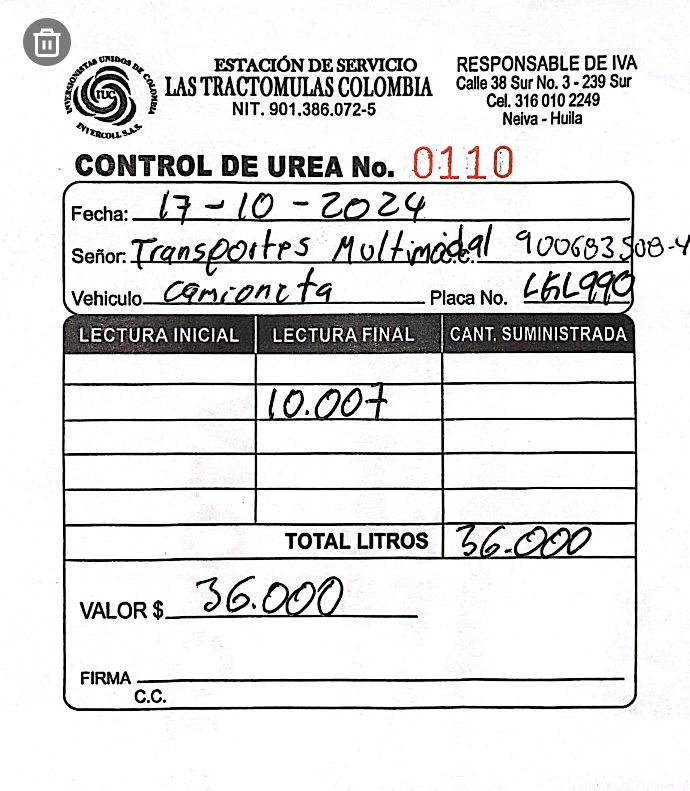 INVERSIONISTAS UNIDOS DE COLOMBIA
IUC
INVERCOLL S.A.S.
ESTACIÓN DE SERVICIO
LAS TRACTOMULAS COLOMBIA
NIT. 901.386.072-5
RESPONSABLE DE IVA
Calle 38 Sur No. 3 - 239 Sur
Cel. 316 010 2249
Neiva - Huila
CONTROL DE UREA No. 0110
Fecha: 17-10-2024
Señor: Transportes Multimodal 900683508-4
Vehiculo camioneta Placa No. LGL990
LECTURA INICIAL LECTURA FINAL CANT. SUMINISTRADA
10.007
TOTAL LITROS 36.000
VALOR $ 36.000
FIRMA
C.C.